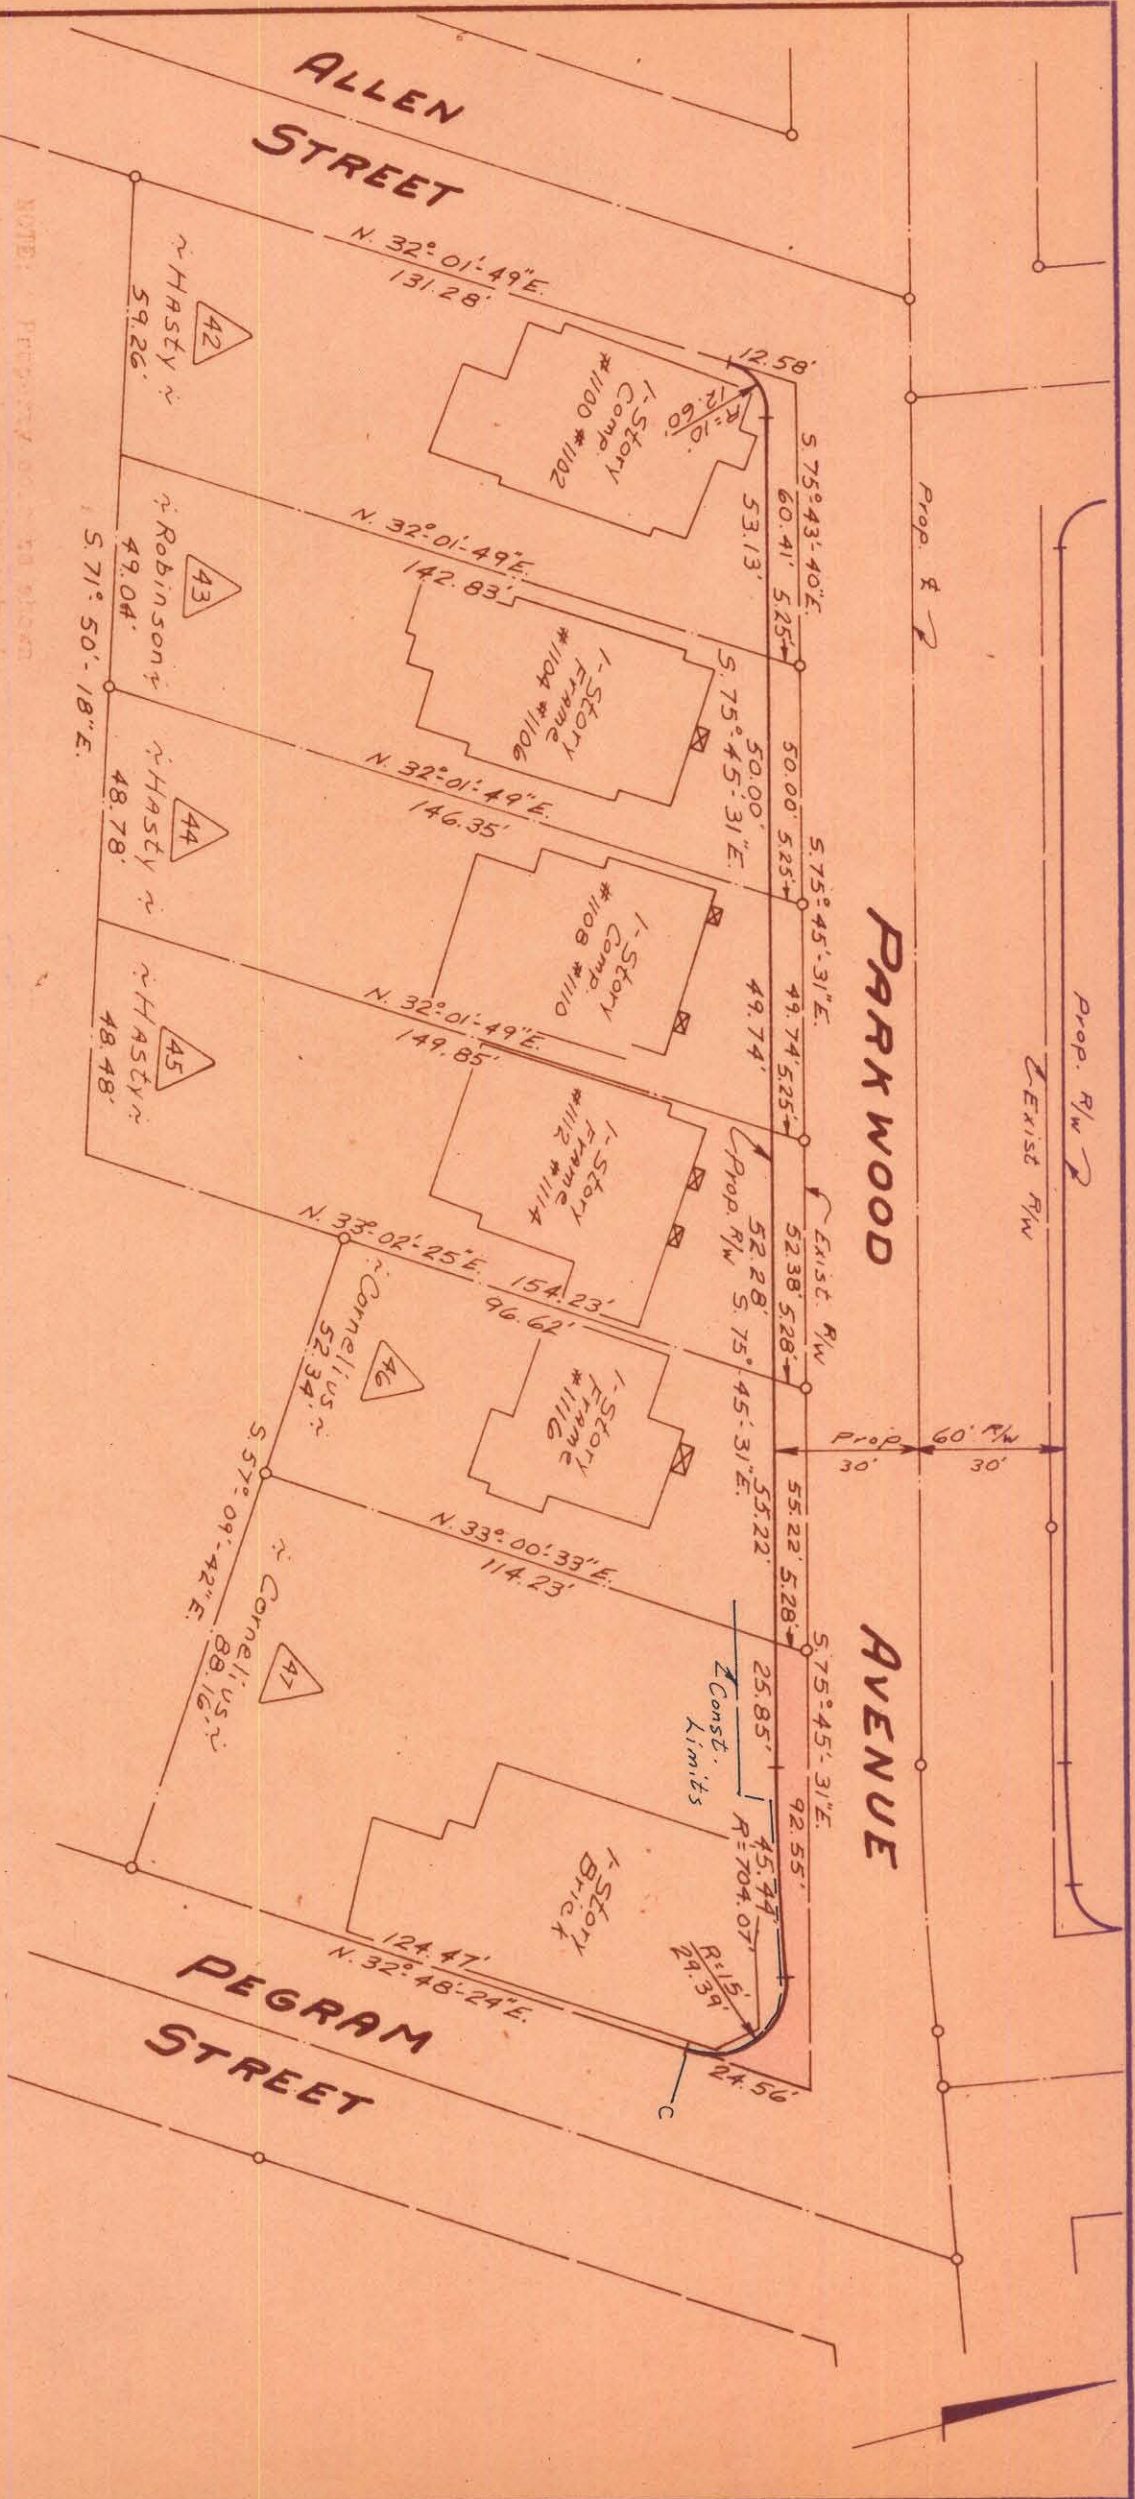 ALLEN
STREET
PARKWOOD
AVENUE
PEGRAM
STREET
Prop. R/W
Exist R/W
Prop. ₵
S. 75°-43'-40"E.
60.41'
5.25'
12.58'
R=10'
12.60'
53.13'
S. 75°-45'-31"E.
50.00'
5.25'
50.00'
S. 75°-45'-31"E.
49.74'
5.25'
49.74'
Exist. R/W
52.38'
5.28'
52.28'
Prop. R/W
S. 75°-45'-31"E.
55.22'
5.28'
55.22'
Prop. 60' R/W
30'
30'
S. 75°-45'-31"E.
92.55'
25.85'
45.44'
R=704.07'
R=15'
29.39'
24.56'
C
Const.
Limits
N. 32°-01'-49"E.
131.28'
1-Story
Comp.
#1100 #1102
N. 32°-01'-49"E.
142.83'
1-Story
Frame
#1104 #1106
N. 32°-01'-49"E.
146.35'
1-Story
Comp.
#1108 #1110
N. 32°-01'-49"E.
149.85'
1-Story
Frame
#1112 #1114
N. 33°-02'-25"E.
154.23'
96.62'
1-Story
Frame
#1116
N. 33°-00'-33"E.
114.23'
1-Story
Brick
124.47'
N. 32°-48'-24"E.
42
~ Hasty ~
59.26'
43
~ Robinson ~
49.04'
S. 71°-50'-18"E.
44
~ Hasty ~
48.78'
45
~ Hasty ~
48.48'
46
~ Cornelius ~
52.34'
47
~ Cornelius ~
S. 57°-09'-42"E.
88.16'